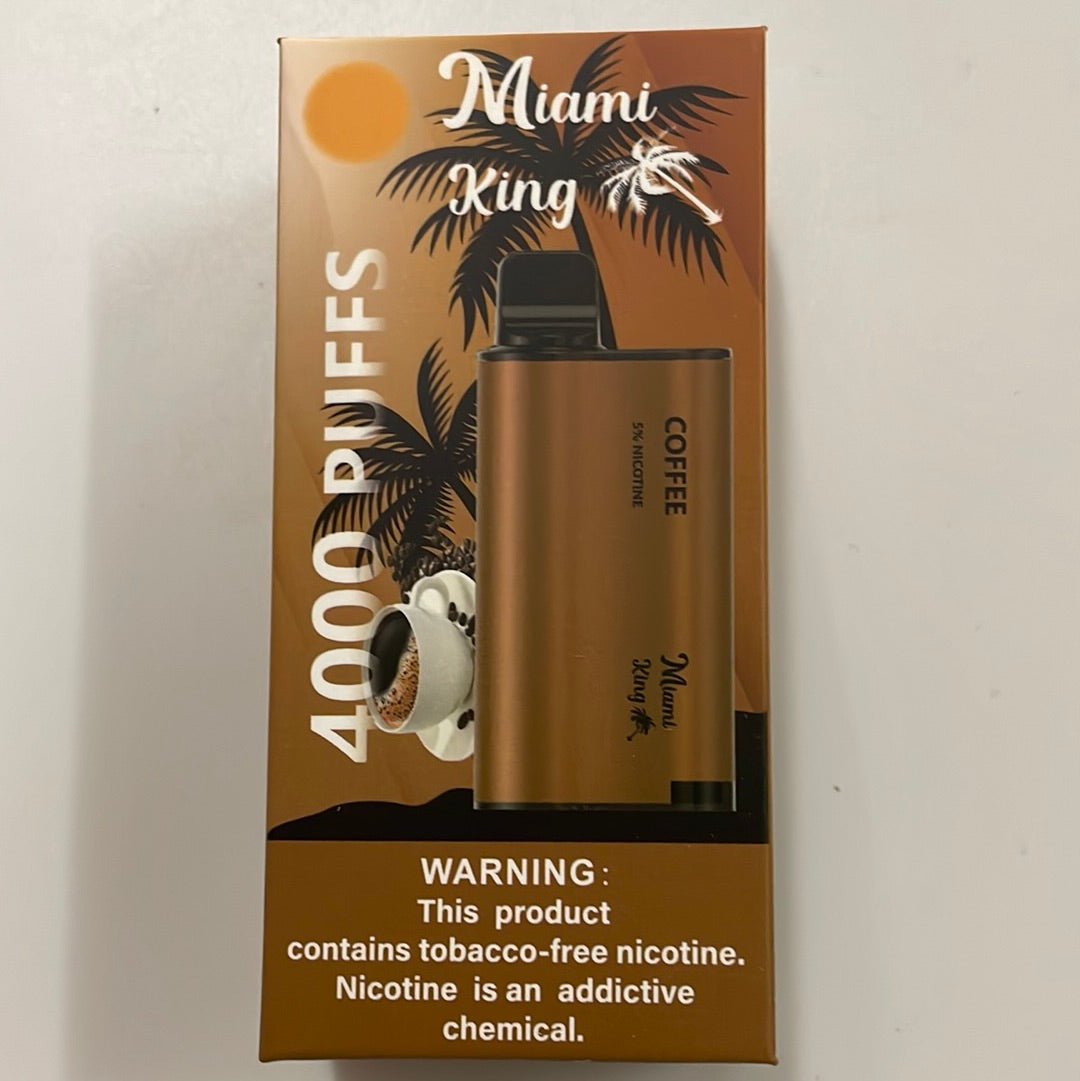 Miami
King
4000 PUFFS
COFFEE
5% NICOTINE
Miami
King
WARNING:
This product
contains tobacco-free nicotine.
Nicotine is an addictive
chemical.